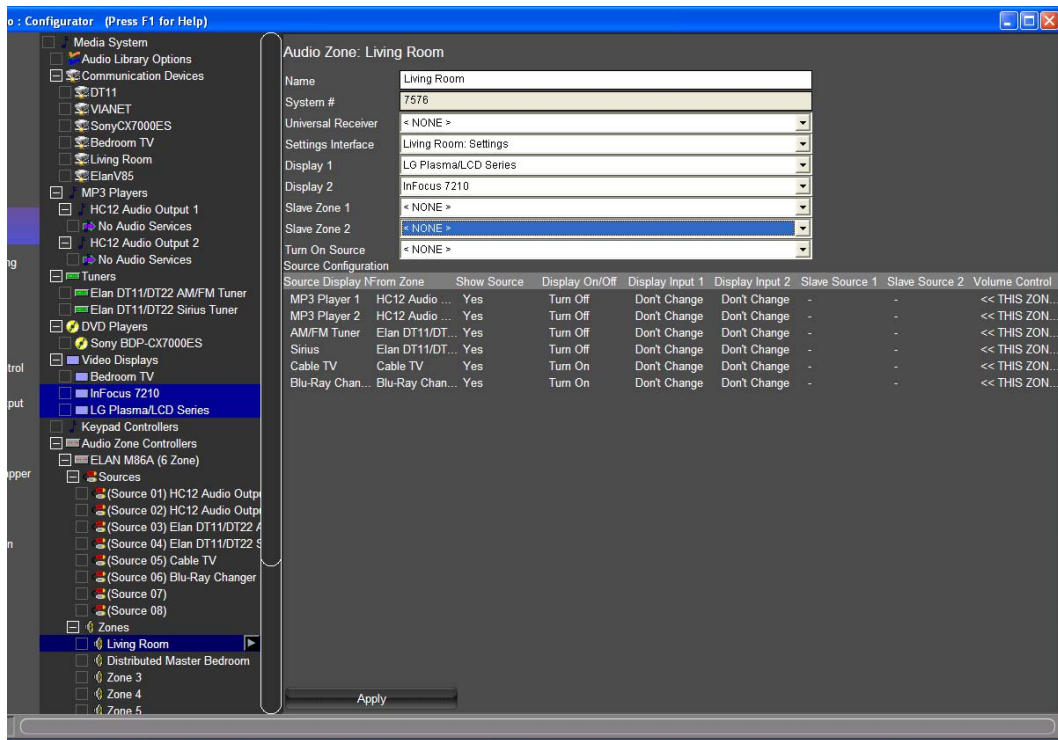 o : Configurator (Press F1 for Help)
ng
trol
put
pper
n
Media System
Audio Library Options
Communication Devices
DT11
VIANET
SonyCX7000ES
Bedroom TV
Living Room
ElanV85
MP3 Players
HC12 Audio Output 1
No Audio Services
HC12 Audio Output 2
No Audio Services
Tuners
Elan DT11/DT22 AM/FM Tuner
Elan DT11/DT22 Sirius Tuner
DVD Players
Sony BDP-CX7000ES
Video Displays
Bedroom TV
InFocus 7210
LG Plasma/LCD Series
Keypad Controllers
Audio Zone Controllers
ELAN M86A (6 Zone)
Sources
(Source 01) HC12 Audio Outpu
(Source 02) HC12 Audio Outpu
(Source 03) Elan DT11/DT22 A
(Source 04) Elan DT11/DT22 S
(Source 05) Cable TV
(Source 06) Blu-Ray Changer
(Source 07)
(Source 08)
Zones
Living Room
Distributed Master Bedroom
Zone 3
Zone 4
Zone 5
Audio Zone: Living Room
Name Living Room
System # 7576
Universal Receiver < NONE >
Settings Interface Living Room: Settings
Display 1 LG Plasma/LCD Series
Display 2 InFocus 7210
Slave Zone 1 < NONE >
Slave Zone 2 < NONE >
Turn On Source < NONE >
Source Configuration
Source Display N From Zone Show Source Display On/Off Display Input 1 Display Input 2 Slave Source 1 Slave Source 2 Volume Control
MP3 Player 1 HC12 Audio ... Yes Turn Off Don't Change Don't Change - - << THIS ZON...
MP3 Player 2 HC12 Audio ... Yes Turn Off Don't Change Don't Change - - << THIS ZON...
AM/FM Tuner Elan DT11/DT... Yes Turn Off Don't Change Don't Change - - << THIS ZON...
Sirius Elan DT11/DT... Yes Turn Off Don't Change Don't Change - - << THIS ZON...
Cable TV Cable TV Yes Turn On Don't Change Don't Change - - << THIS ZON...
Blu-Ray Chan... Blu-Ray Chan... Yes Turn On Don't Change Don't Change - - << THIS ZON...
Apply